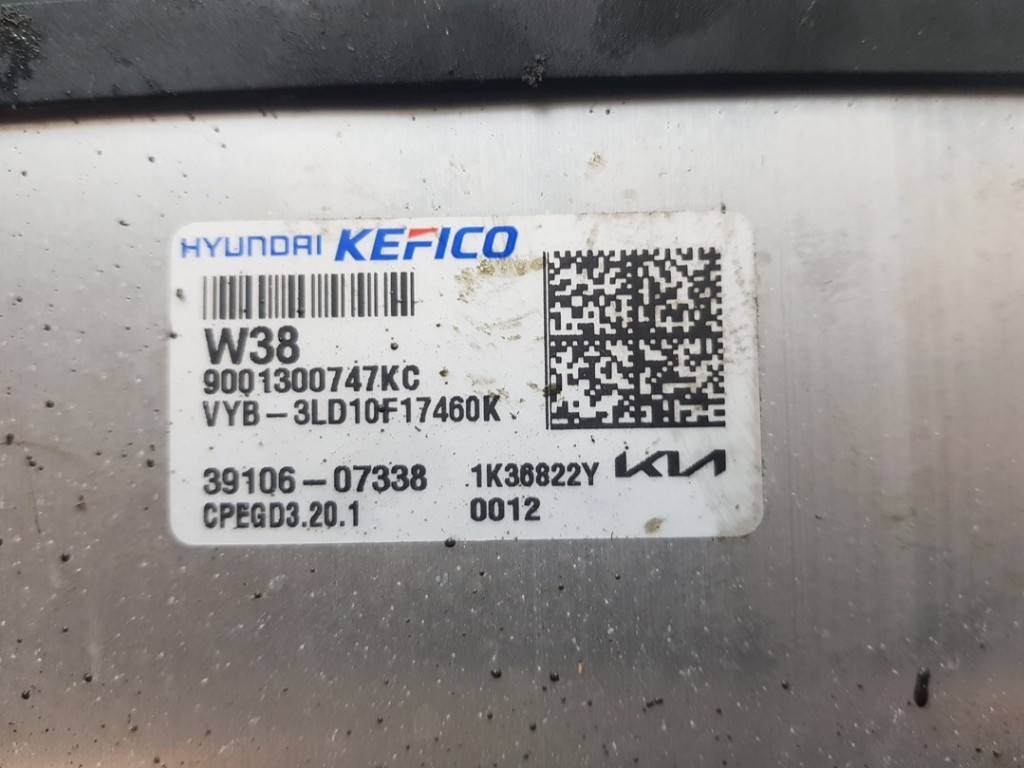 HYUNDAI KEFICO
W38
9001300747KC
VYB-3LD10F17460K
39106-07338 1K36822Y KIA
CPEGD3.20.1 0012